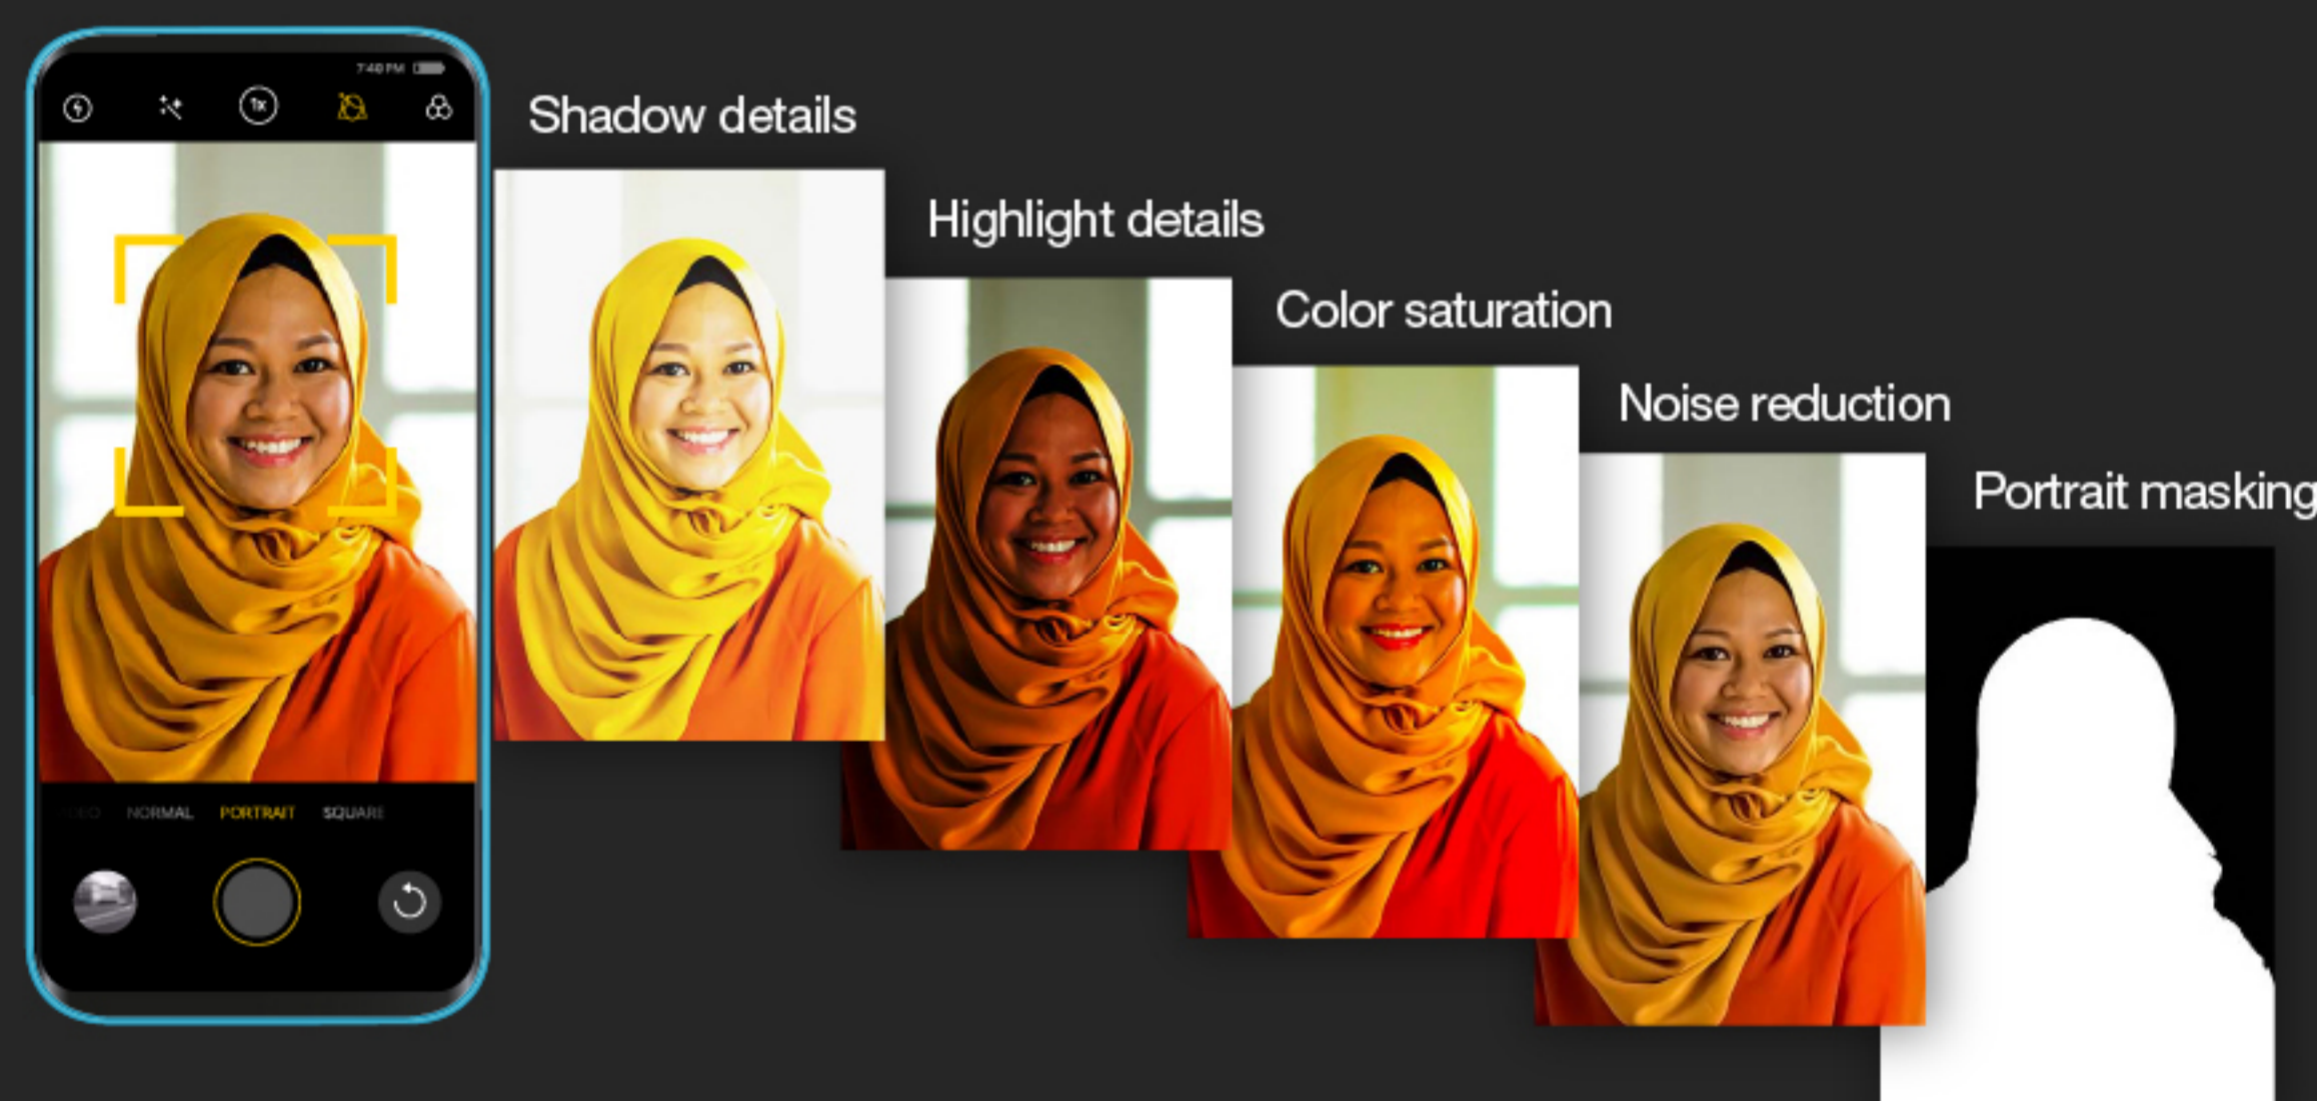 7:40 PM
1x
Shadow details
Highlight details
Color saturation
Noise reduction
Portrait masking
NORMAL PORTRAIT SQUARE